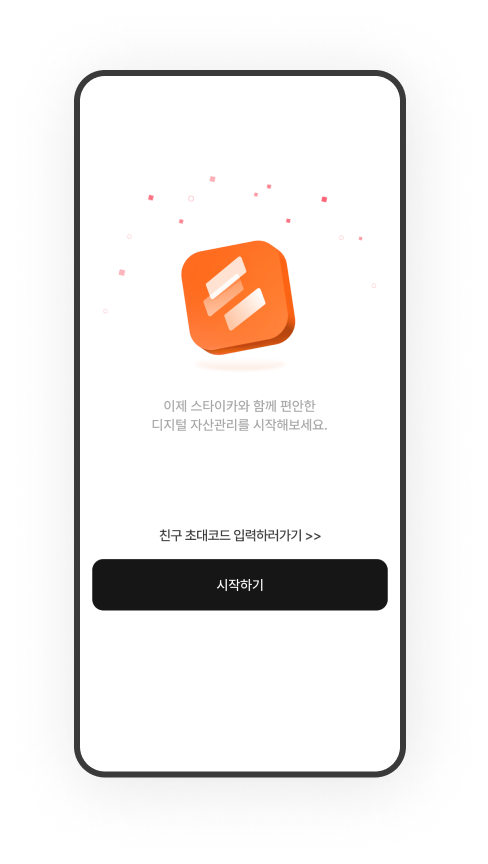 이제 스타이카와 함께 편안한
디지털 자산관리를 시작해보세요.
친구 초대코드 입력하러가기 >>
시작하기